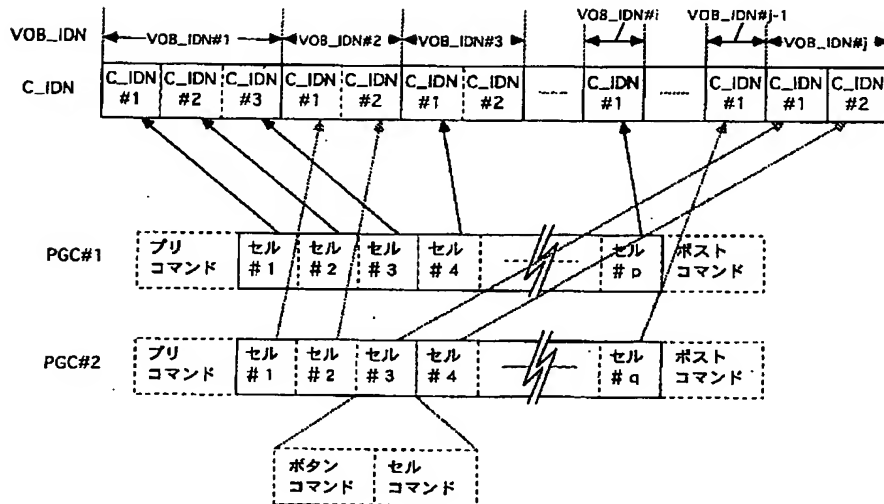 VOB_IDN VOB_IDN#1 VOB_IDN#2 VOB_IDN#3 VOB_IDN#i VOB_IDN#j-1 VOB_IDN#j
C_IDN C_IDN C_IDN C_IDN C_IDN C_IDN C_IDN C_IDN C_IDN C_IDN C_IDN C_IDN
#1 #2 #3 #1 #2 #1 #2 #1 #1 #1 #2
PGC#1 プリ セル セル セル セル セル ポスト
コマンド #1 #2 #3 #4 #p コマンド
PGC#2 プリ セル セル セル セル セル ポスト
コマンド #1 #2 #3 #4 #q コマンド
ボタン セル
コマンド コマンド